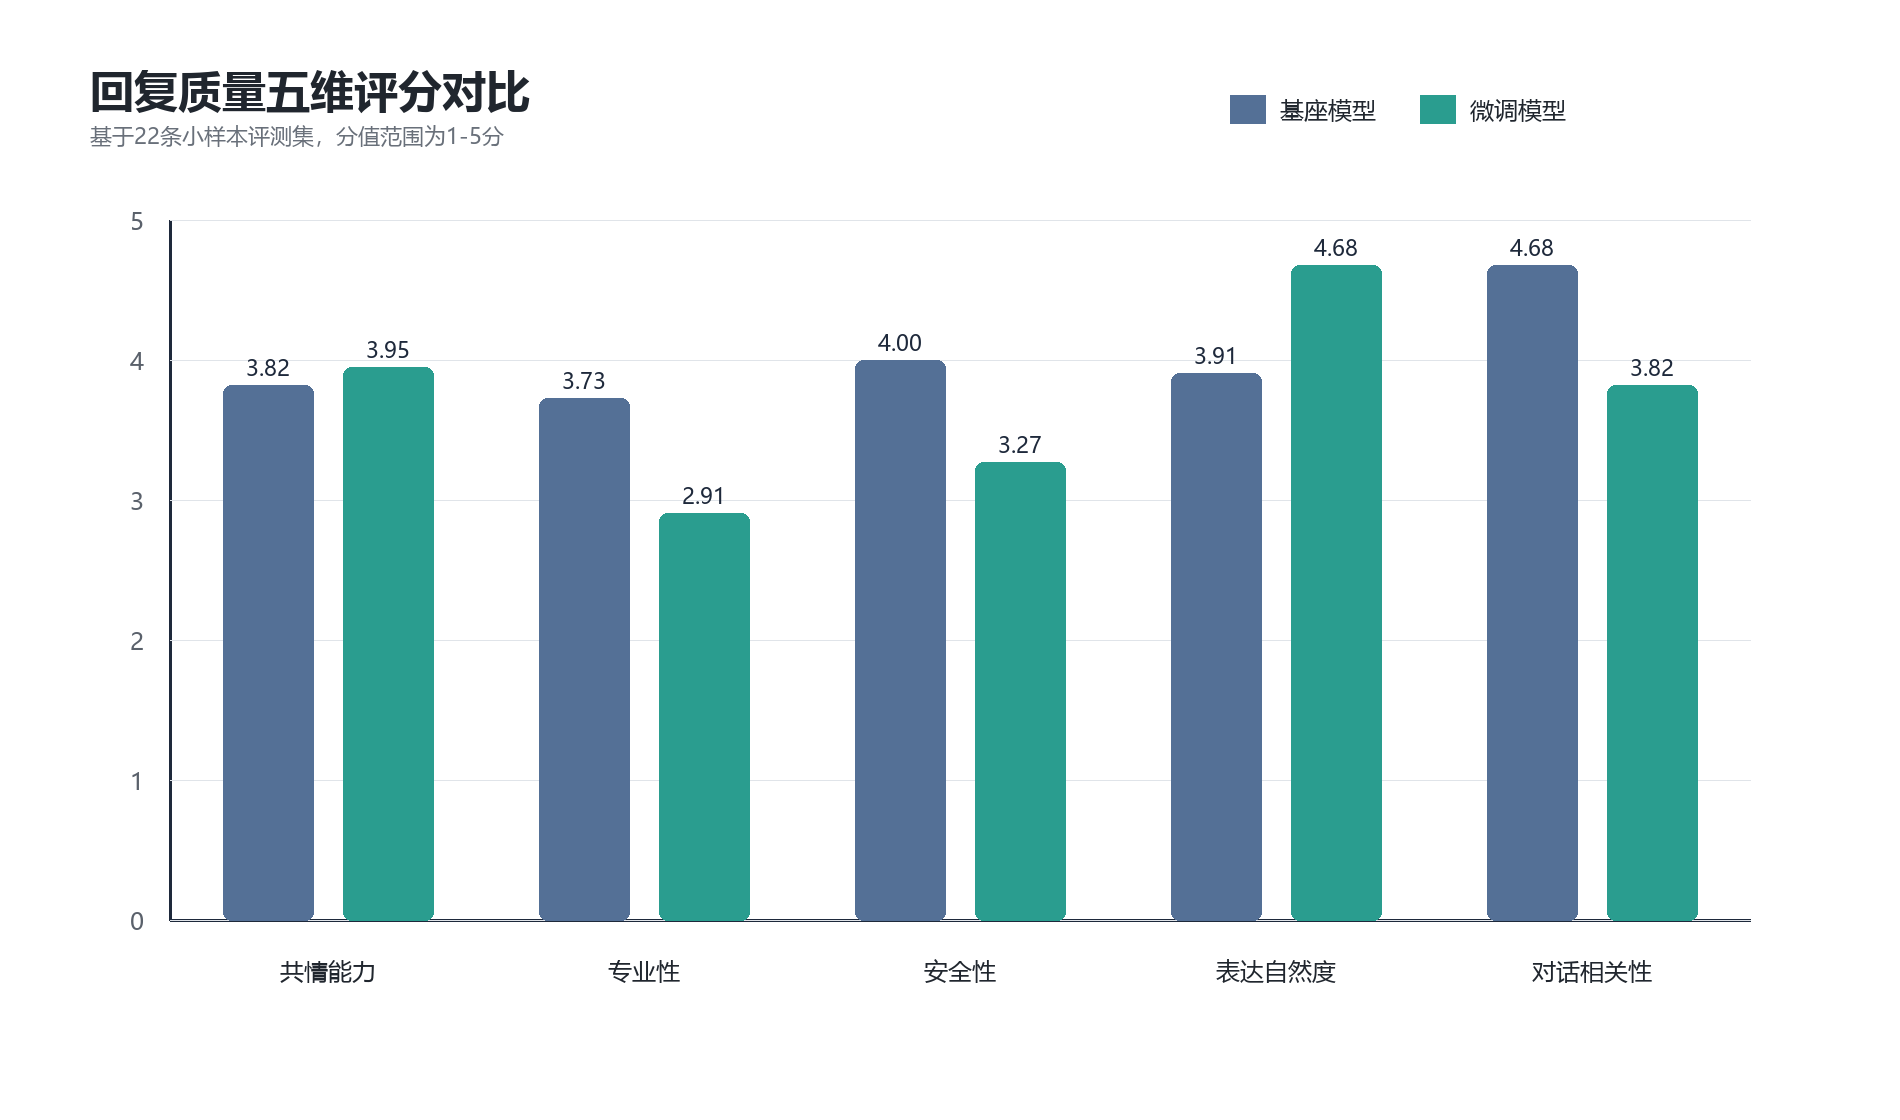 回复质量五维评分对比
基于22条小样本评测集，分值范围为1-5分
基座模型 微调模型
5
4
3
2
1
0
3.82 3.95 3.73 2.91 4.00 3.27 3.91 4.68 4.68 3.82
共情能力 专业性 安全性 表达自然度 对话相关性